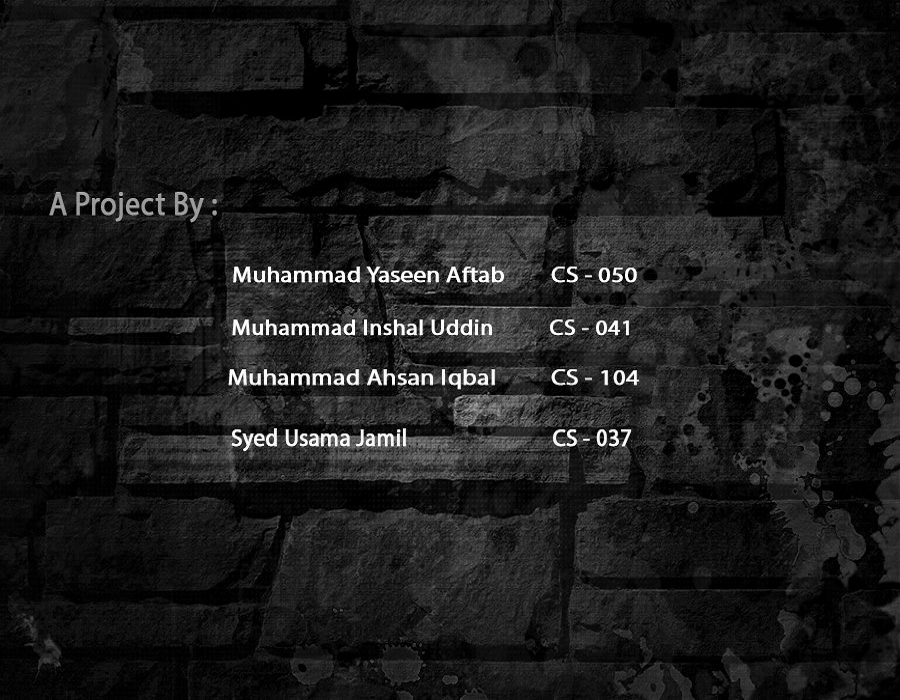 A Project By :
Muhammad Yaseen Aftab CS - 050
Muhammad Inshal Uddin CS - 041
Muhammad Ahsan Iqbal CS - 104
Syed Usama Jamil CS - 037